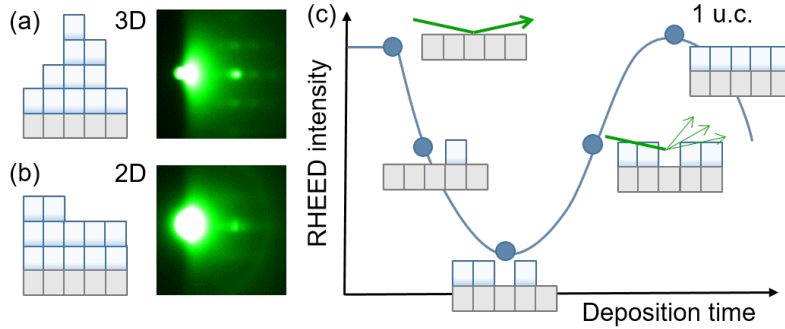 (a)
3D
(b)
2D
(c)
1 u.c.
RHEED intensity
Deposition time